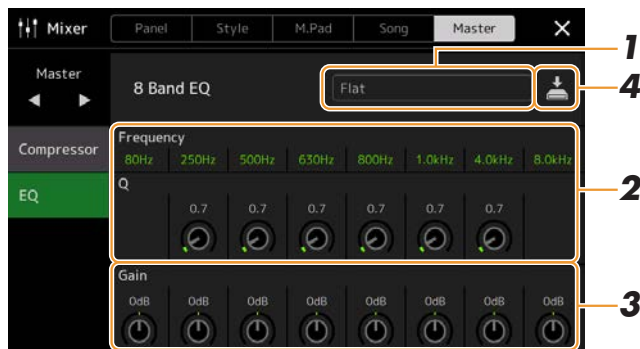 Mixer Panel Style M.Pad Song Master ×
1
Master 8 Band EQ Flat 4
◀ ▶
Frequency
Compressor 80Hz 250Hz 500Hz 630Hz 800Hz 1.0kHz 4.0kHz 8.0kHz
EQ Q 2
0.7 0.7 0.7 0.7 0.7 0.7
Gain
0dB 0dB 0dB 0dB 0dB 0dB 0dB 0dB 3